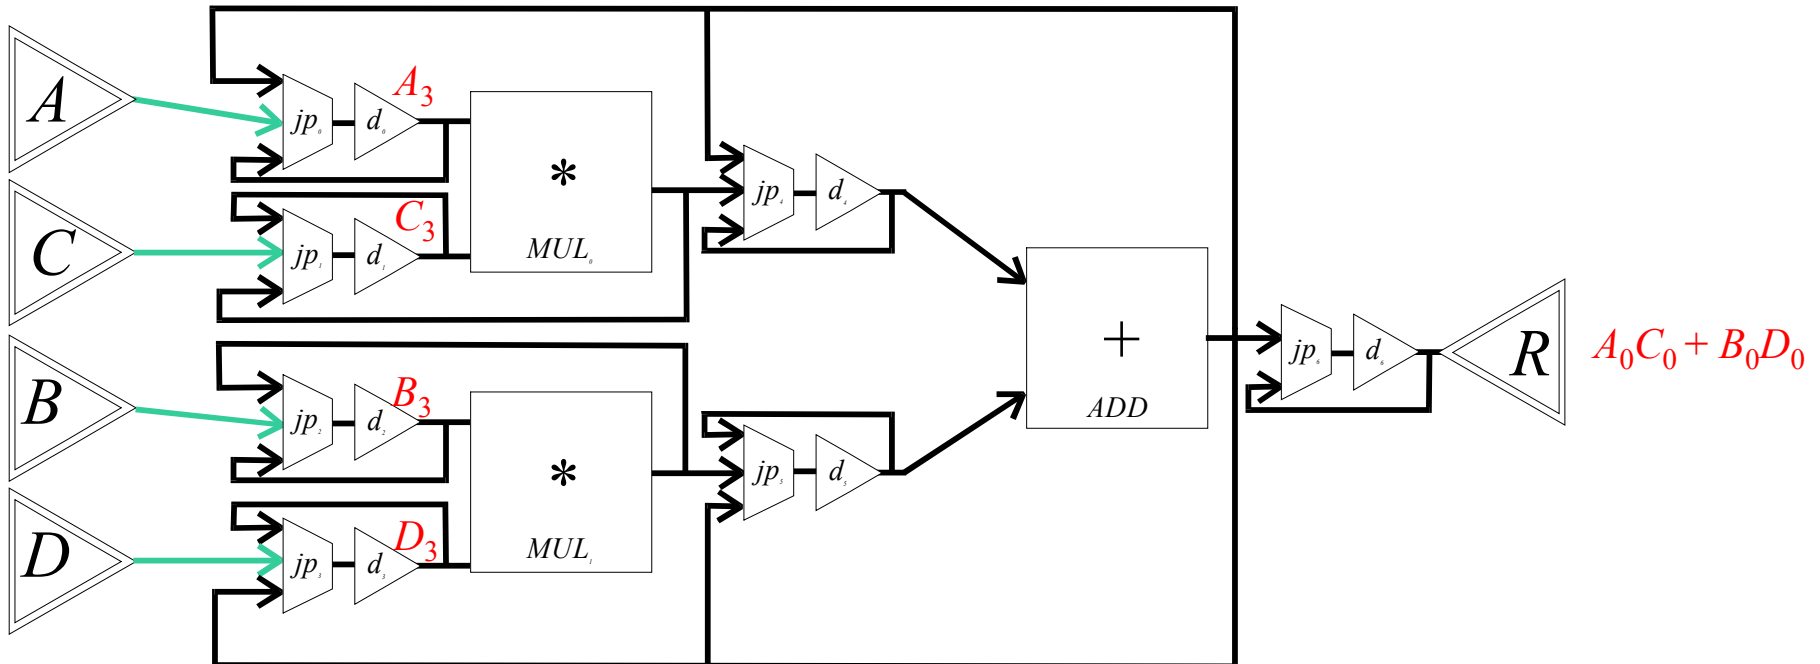 A
jp₀
d₀
A₃
*
MUL₀
C
jp₁
d₁
C₃
jp₄
d₄
B
jp₂
d₂
B₃
*
MUL₁
D
jp₃
d₃
D₃
jp₅
d₅
+
ADD
jp₆
d₆
R
A₀C₀ + B₀D₀